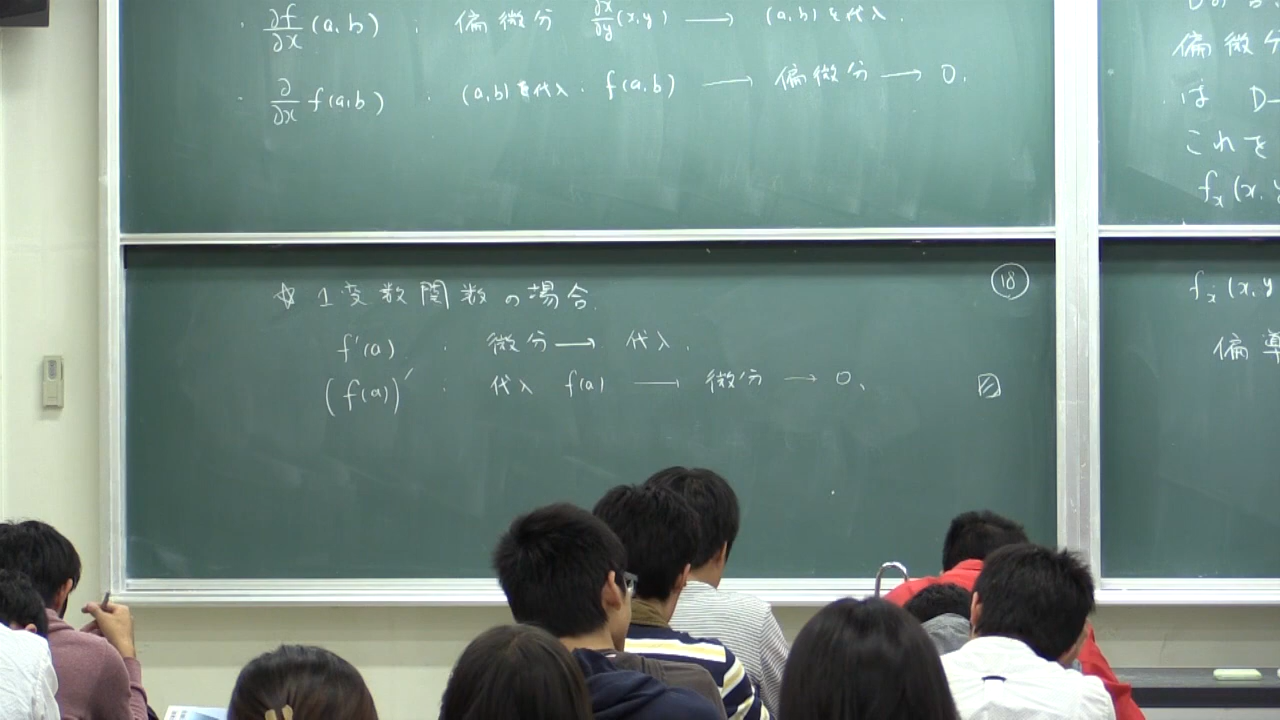 ・ ∂f/∂x (a,b) : 偏微分 ∂x/∂y (x,y) → (a,b)を代入.
・ ∂/∂x f(a,b) : (a,b)を代入. f(a,b) → 偏微分 → 0.
☆ 1変数関数の場合. ⑱
f'(a) : 微分 → 代入.
(f(a))' : 代入 f(a) → 微分 → 0.
偏微分
は D-
これを
fx(x, y
fx(x, y
偏導